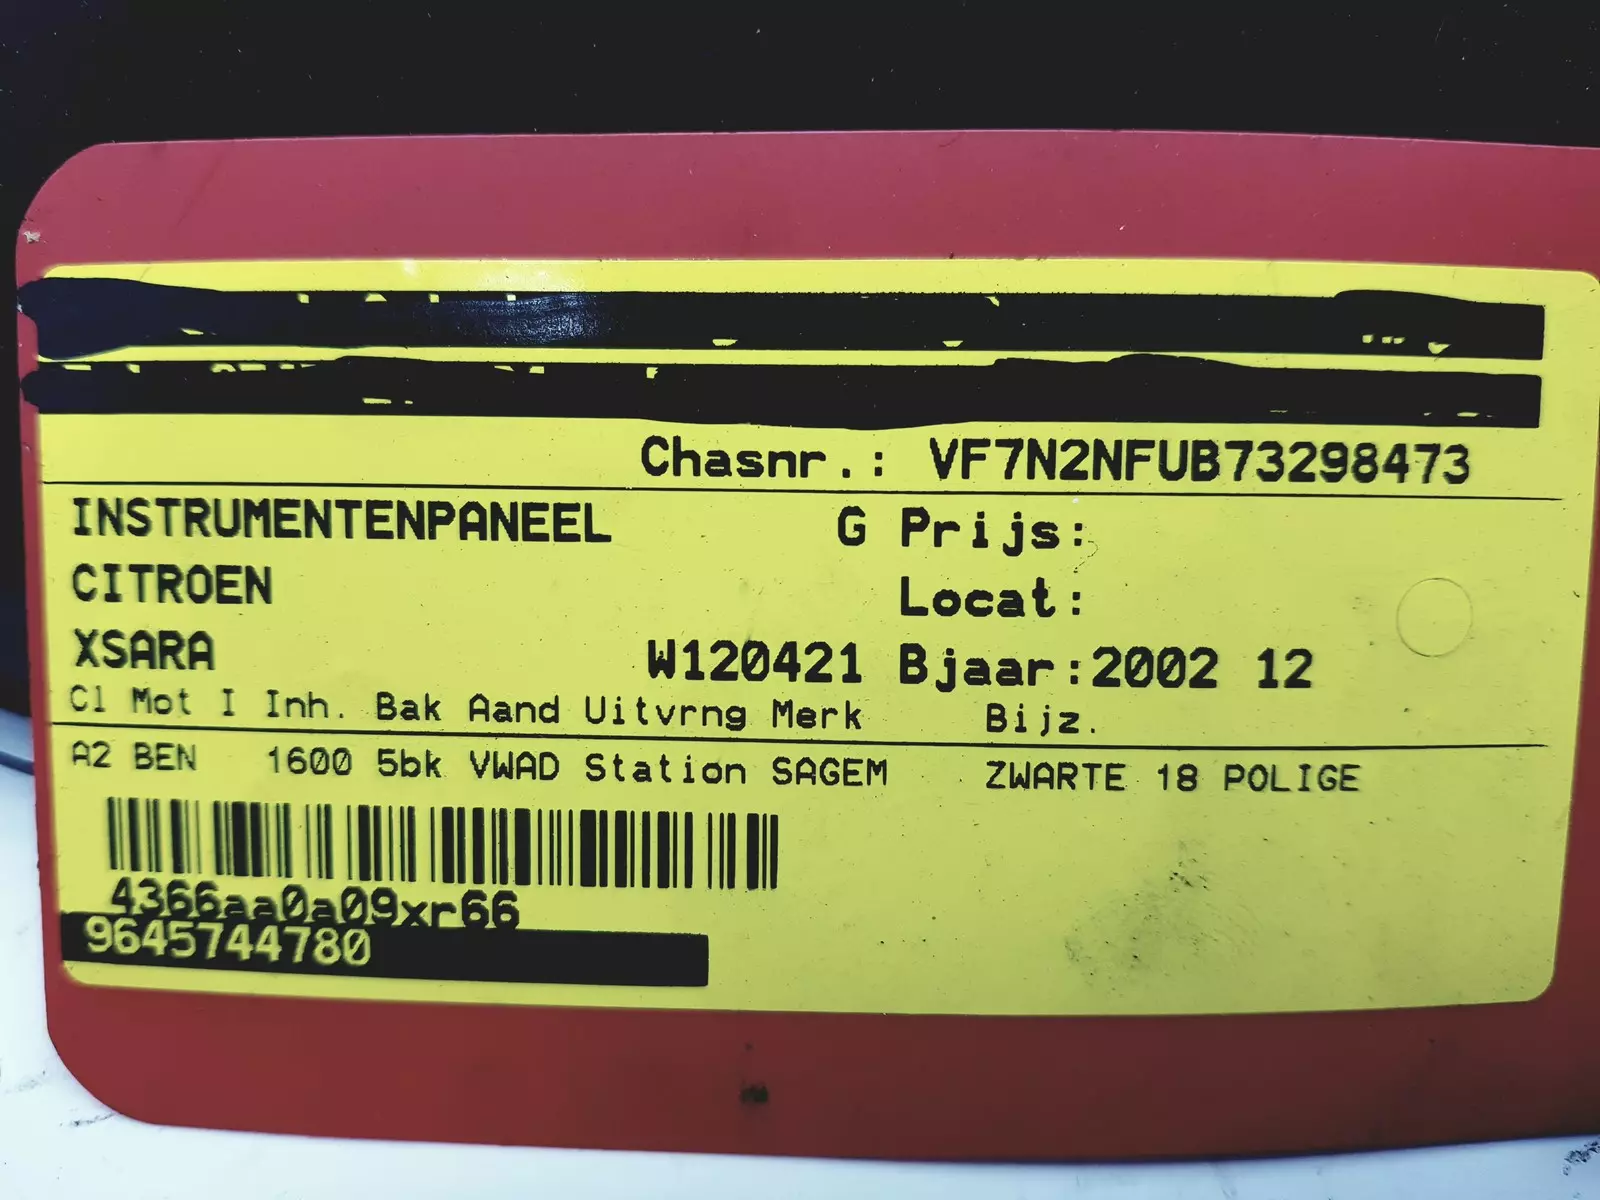 Chasnr.: VF7N2NFUB73298473
INSTRUMENTENPANEEL G Prijs:
CITROEN Locat:
XSARA W120421 Bjaar:2002 12
Cl Mot I Inh. Bak Aand Uitvrng Merk Bijz.
A2 BEN 1600 5bk VWAD Station SAGEM ZWARTE 18 POLIGE
4366aa0a09xr66
9645744780